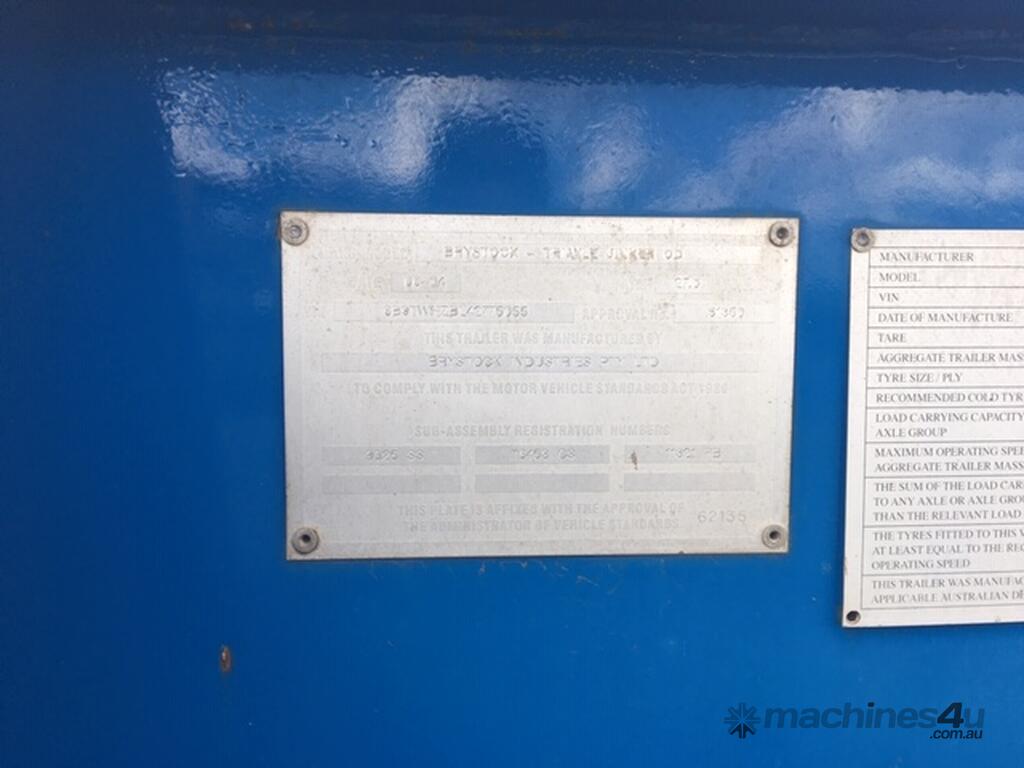 BRYSTOCK - TRIAXLE JINKER OD
APPROVAL No.
THIS TRAILER WAS MANUFACTURED BY
BRYSTOCK INDUSTRIES PTY LTD
TO COMPLY WITH THE MOTOR VEHICLE STANDARDS ACT 1989
SUB-ASSEMBLY REGISTRATION NUMBERS
THIS PLATE IS AFFIXED WITH THE APPROVAL OF
THE ADMINISTRATOR OF VEHICLE STANDARDS 62135
MANUFACTURER
MODEL
VIN
DATE OF MANUFACTURE
TARE
AGGREGATE TRAILER MASS
TYRE SIZE / PLY
RECOMMENDED COLD TYR
LOAD CARRYING CAPACITY
AXLE GROUP
MAXIMUM OPERATING SPE
AGGREGATE TRAILER MASS
THE SUM OF THE LOAD CAR
TO ANY AXLE OR AXLE GRO
THAN THE RELEVANT LOAD
THE TYRES FITTED TO THIS V
AT LEAST EQUAL TO THE REC
OPERATING SPEED
THIS TRAILER WAS MANUFAC
APPLICABLE AUSTRALIAN DE
machines4u
.com.au